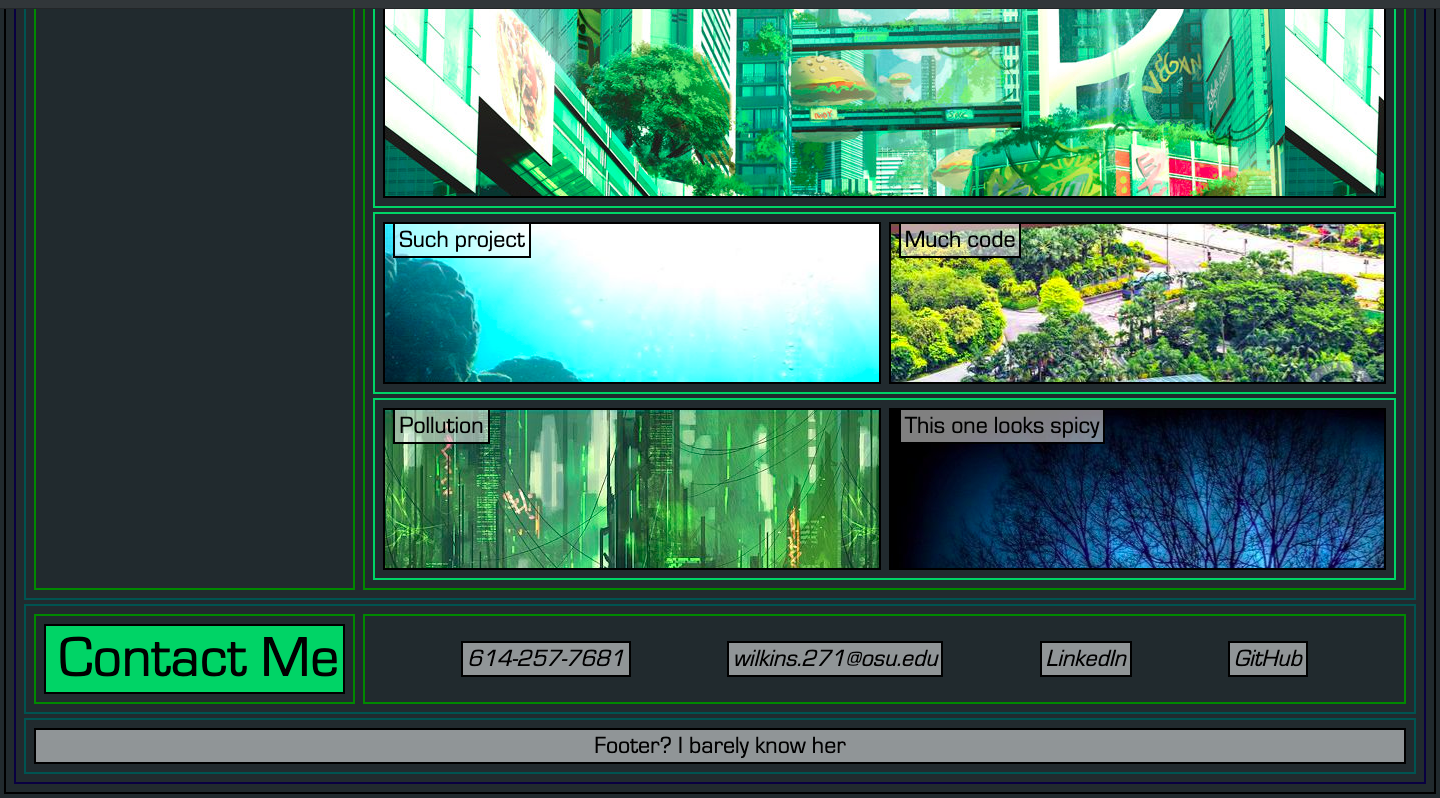 VEGAN
Such project
Much code
Pollution
This one looks spicy
Contact Me
614-257-7681
wilkins.271@osu.edu
LinkedIn
GitHub
Footer? I barely know her